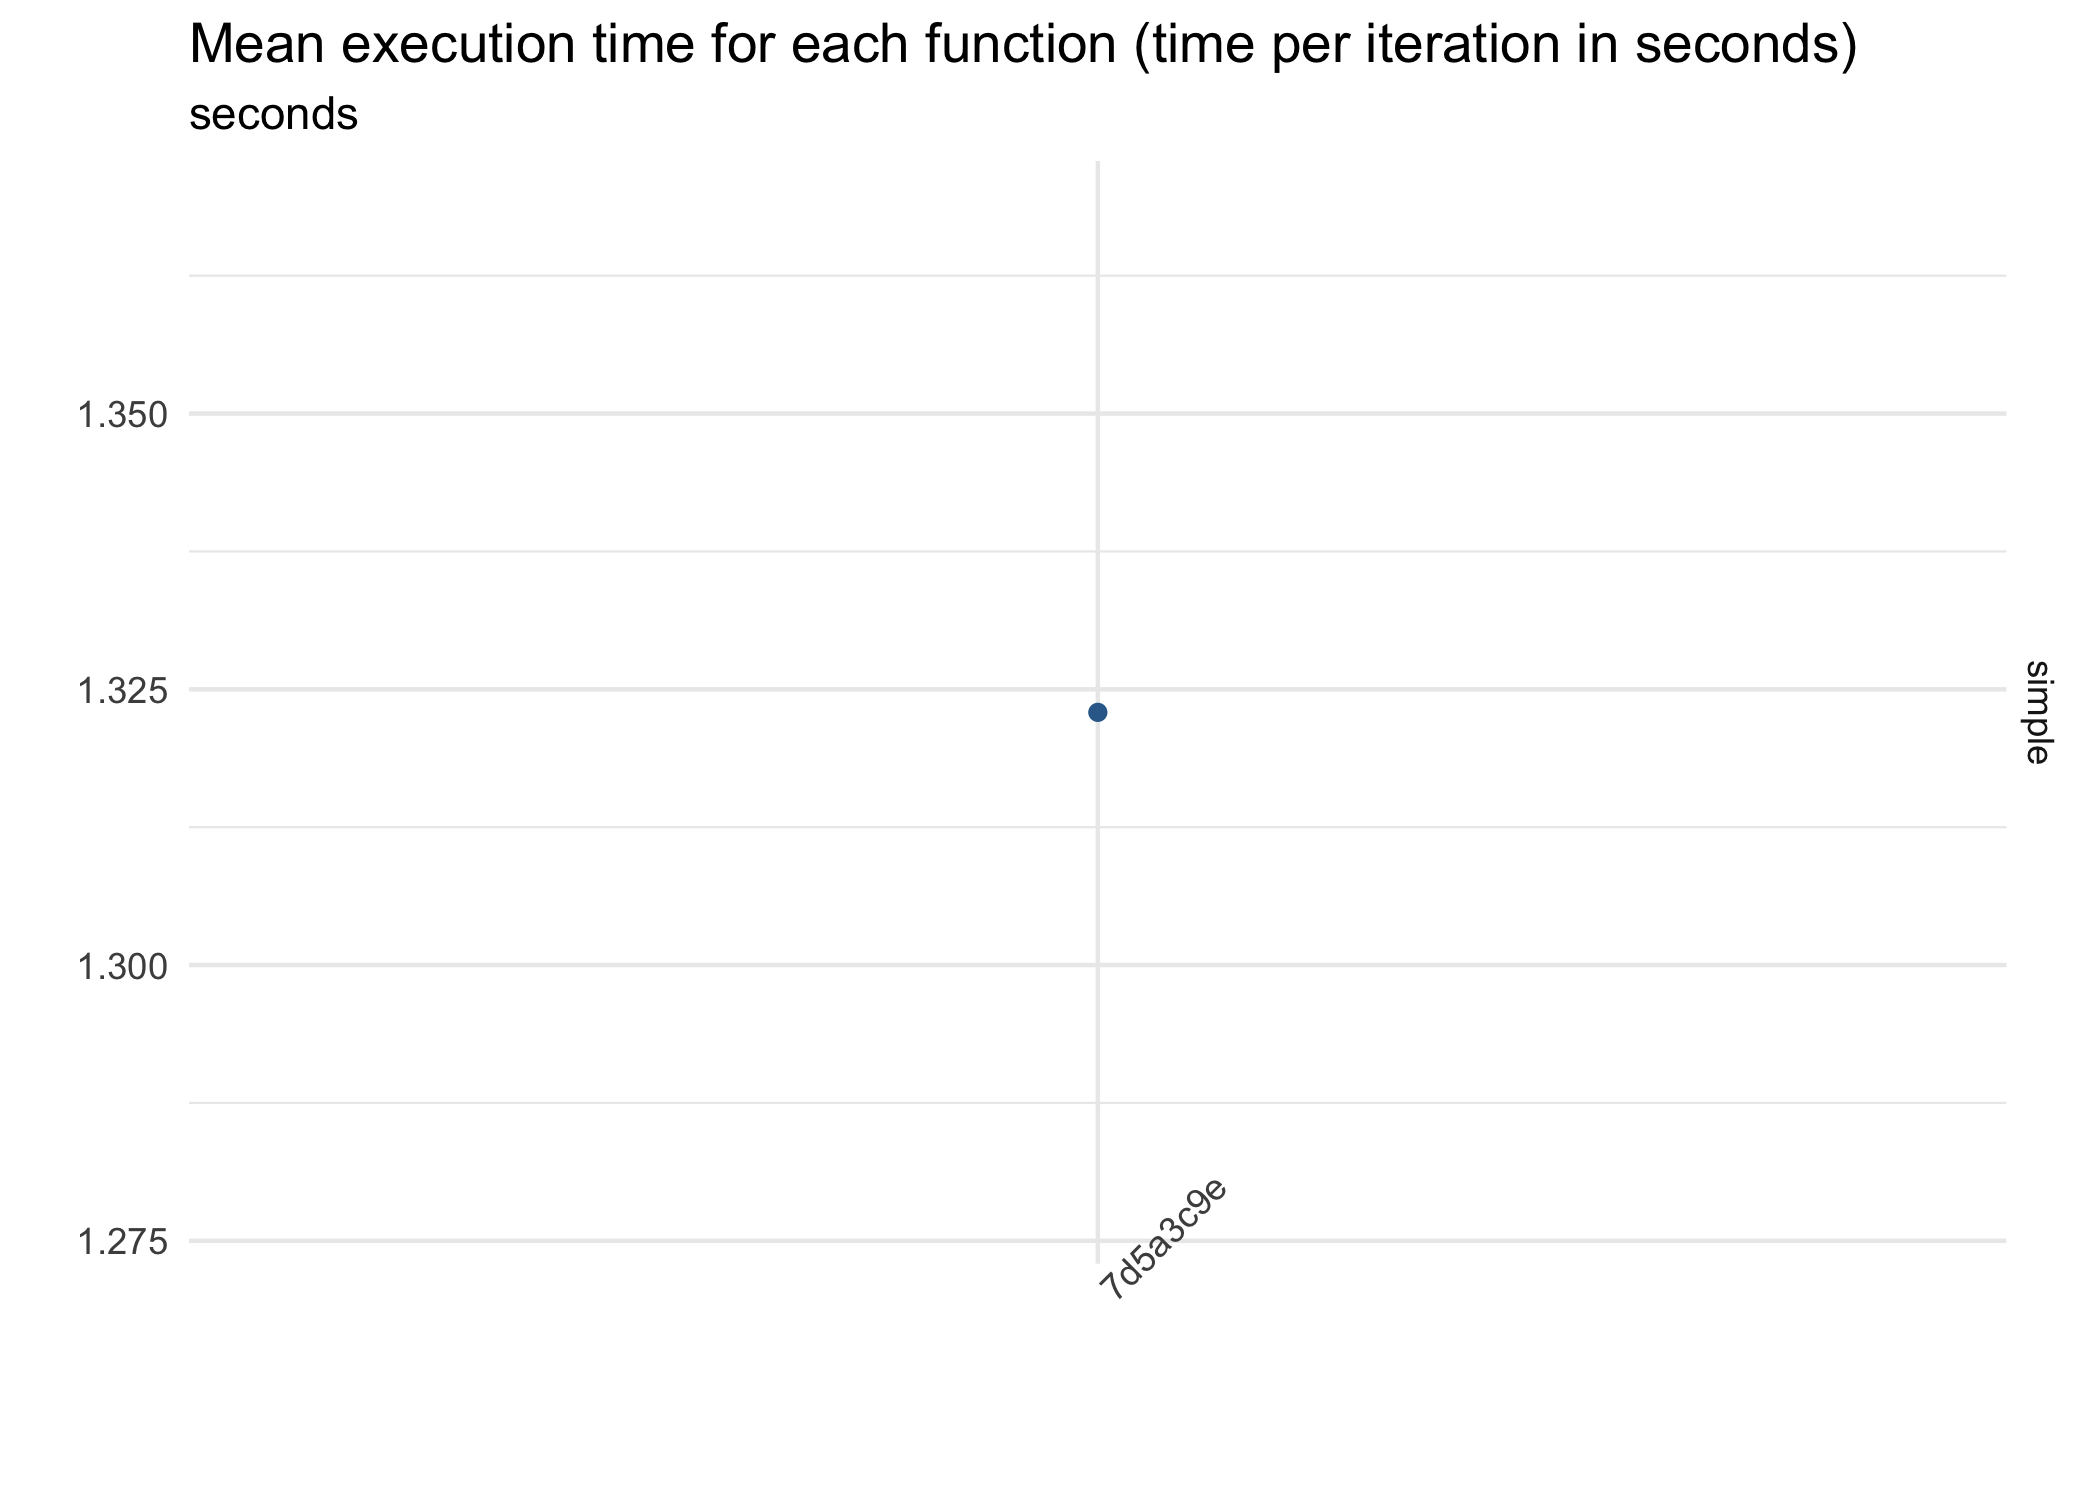 Mean execution time for each function (time per iteration in seconds)
seconds
1.350
1.325
1.300
1.275
simple
7d5a3c9e